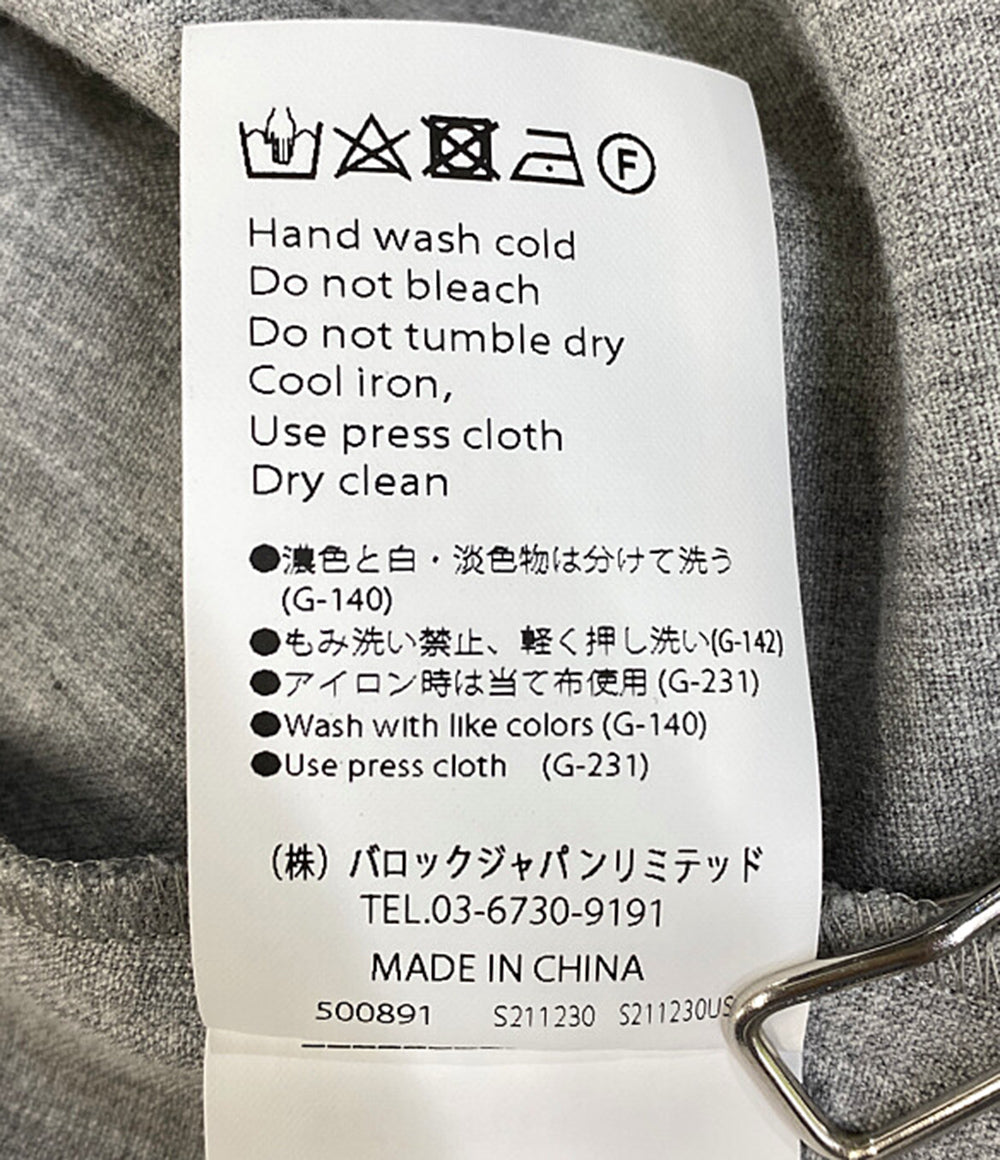 F
Hand wash cold
Do not bleach
Do not tumble dry
Cool iron,
Use press cloth
Dry clean
●濃色と白・淡色物は分けて洗う
(G-140)
●もみ洗い禁止、軽く押し洗い(G-142)
●アイロン時は当て布使用 (G-231)
●Wash with like colors (G-140)
●Use press cloth (G-231)
（株）バロックジャパンリミテッド
TEL.03-6730-9191
MADE IN CHINA
500891 S211230 S211230US